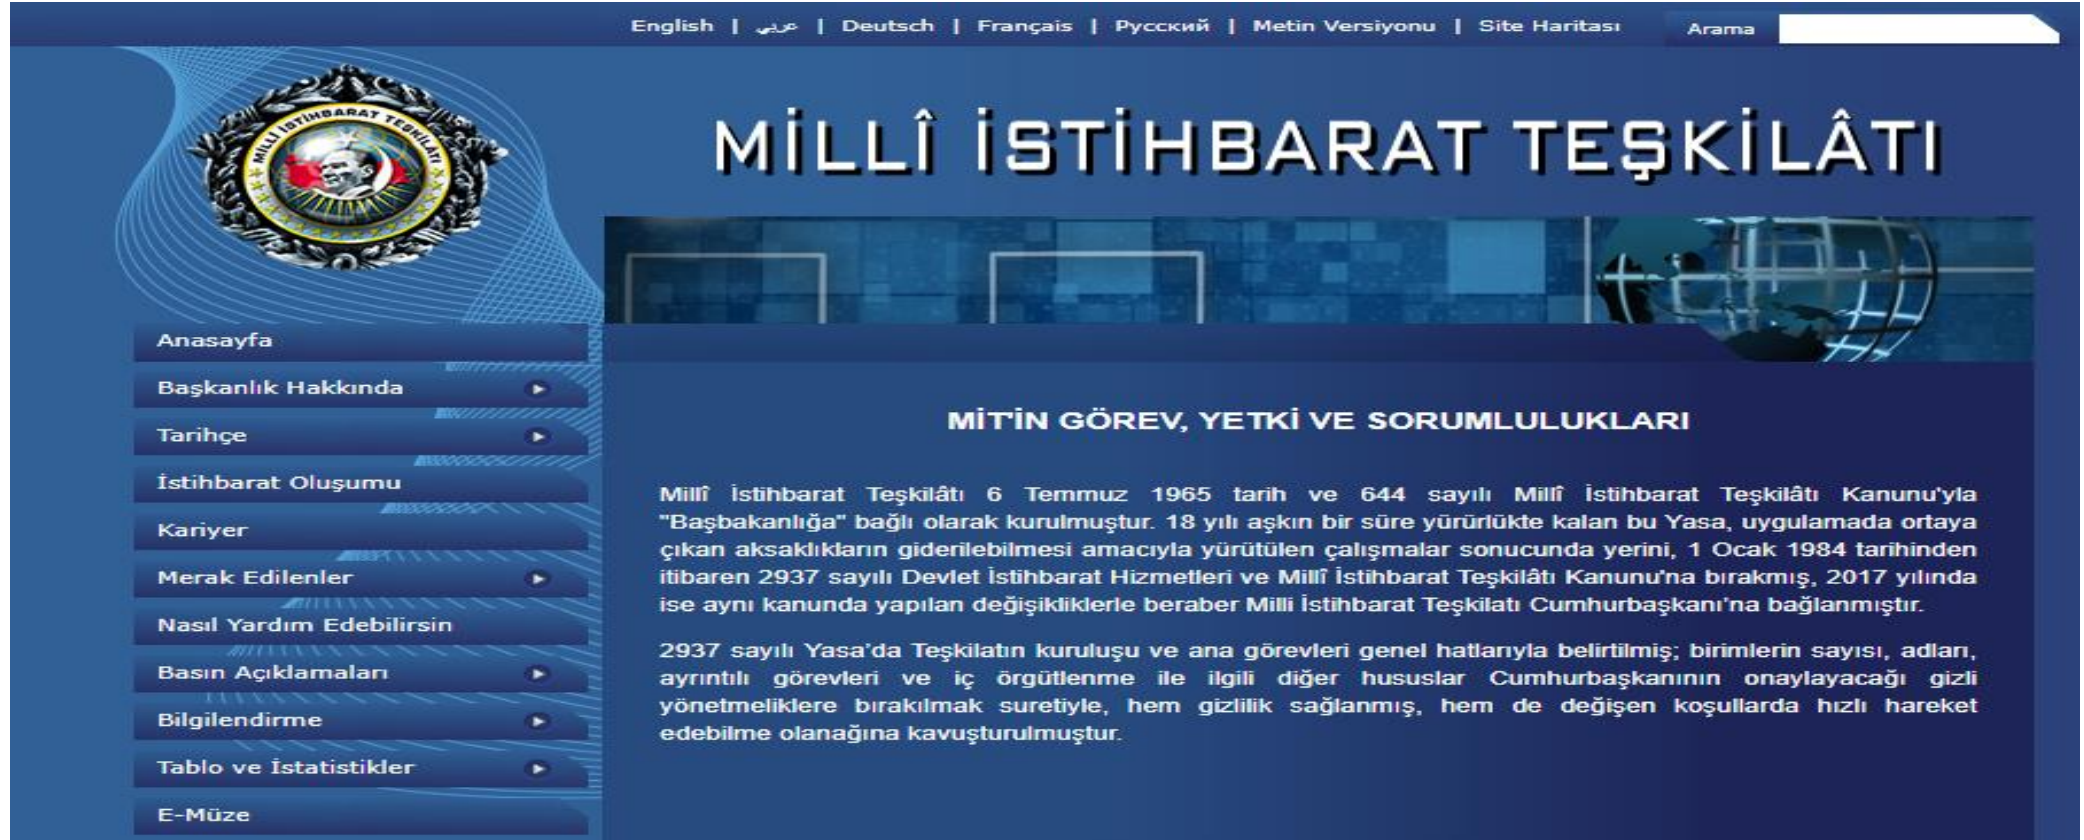 English | عربي | Deutsch | Français | Русский | Metin Versiyonu | Site Haritası Arama
MİLLÎ İSTİHBARAT TEŞKİLÂTI
MİLLÎ İSTİHBARAT TEŞKİLÂTI
Anasayfa
Başkanlık Hakkında
Tarihçe
İstihbarat Oluşumu
Kariyer
Merak Edilenler
Nasıl Yardım Edebilirsin
Basın Açıklamaları
Bilgilendirme
Tablo ve İstatistikler
E-Müze
MİT'İN GÖREV, YETKİ VE SORUMLULUKLARI
Millî İstihbarat Teşkilâtı 6 Temmuz 1965 tarih ve 644 sayılı Millî İstihbarat Teşkilâtı Kanunu'yla
"Başbakanlığa" bağlı olarak kurulmuştur. 18 yılı aşkın bir süre yürürlükte kalan bu Yasa, uygulamada ortaya
çıkan aksaklıkların giderilebilmesi amacıyla yürütülen çalışmalar sonucunda yerini, 1 Ocak 1984 tarihinden
itibaren 2937 sayılı Devlet İstihbarat Hizmetleri ve Millî İstihbarat Teşkilâtı Kanunu'na bırakmış, 2017 yılında
ise aynı kanunda yapılan değişikliklerle beraber Milli İstihbarat Teşkilatı Cumhurbaşkanı'na bağlanmıştır.
2937 sayılı Yasa'da Teşkilatın kuruluşu ve ana görevleri genel hatlarıyla belirtilmiş; birimlerin sayısı, adları,
ayrıntılı görevleri ve iç örgütlenme ile ilgili diğer hususlar Cumhurbaşkanının onaylayacağı gizli
yönetmeliklere bırakılmak suretiyle, hem gizlilik sağlanmış, hem de değişen koşullarda hızlı hareket
edebilme olanağına kavuşturulmuştur.